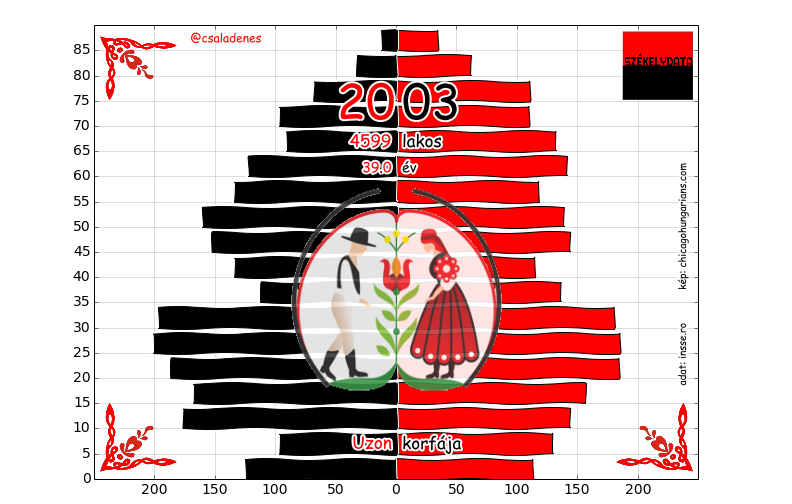 @csaladenes
SZÉKELYDATA
2003
4599 lakos
39.0 év
kép: chicagohungarians.com
adat: insse.ro
Uzon korfája
85
80
75
70
65
60
55
50
45
40
35
30
25
20
15
10
5
0
200 150 100 50 0 50 100 150 200